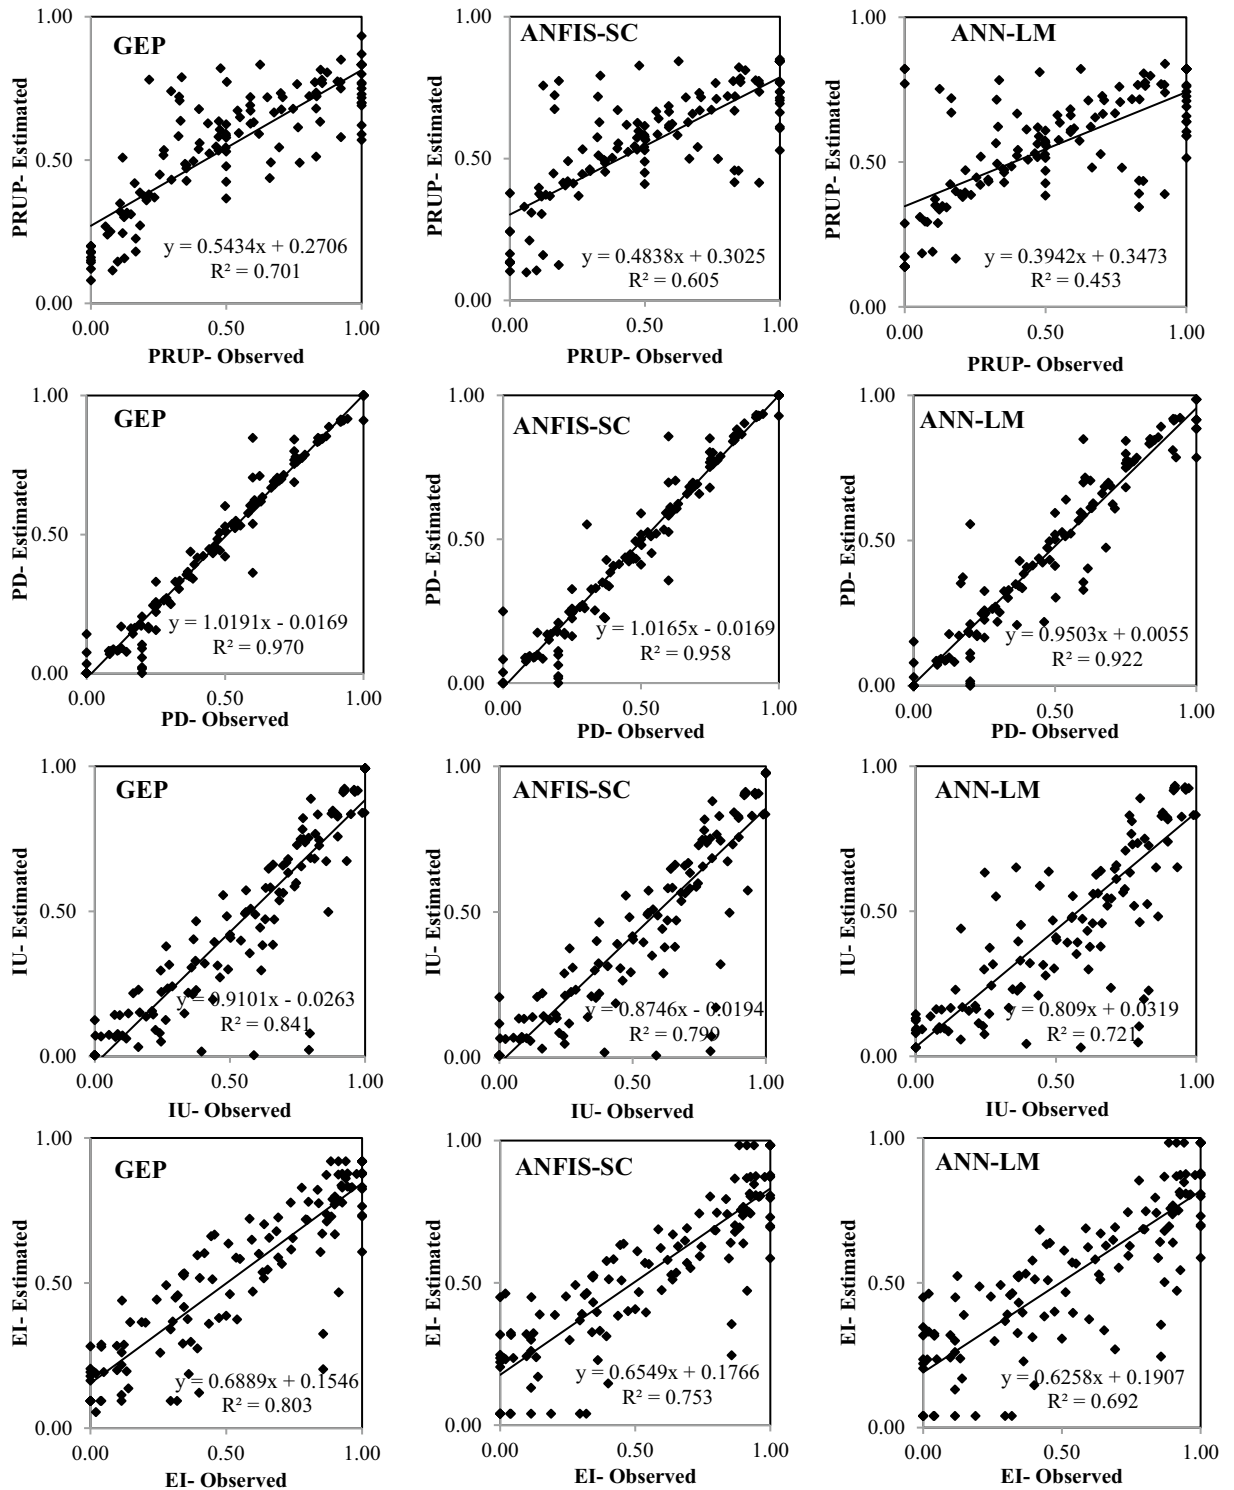 GEP
PRUP- Estimated
1.00
0.50
0.00
y = 0.5434x + 0.2706
R² = 0.701
0.00 0.50 1.00
PRUP- Observed
ANFIS-SC
PRUP- Estimated
1.00
0.50
0.00
y = 0.4838x + 0.3025
R² = 0.605
0.00 0.50 1.00
PRUP- Observed
ANN-LM
PRUP- Estimated
1.00
0.50
0.00
y = 0.3942x + 0.3473
R² = 0.453
0.00 0.50 1.00
PRUP- Observed
GEP
PD- Estimated
1.00
0.50
0.00
y = 1.0191x - 0.0169
R² = 0.970
0.00 0.50 1.00
PD- Observed
ANFIS-SC
PD- Estimated
1.00
0.50
0.00
y = 1.0165x - 0.0169
R² = 0.958
0.00 0.50 1.00
PD- Observed
ANN-LM
PD- Estimated
1.00
0.50
0.00
y = 0.9503x + 0.0055
R² = 0.922
0.00 0.50 1.00
PD- Observed
GEP
IU- Estimated
1.00
0.50
0.00
y = 0.9101x - 0.0263
R² = 0.841
0.00 0.50 1.00
IU- Observed
ANFIS-SC
IU- Estimated
1.00
0.50
0.00
y = 0.8746x - 0.0194
R² = 0.799
0.00 0.50 1.00
IU- Observed
ANN-LM
IU- Estimated
1.00
0.50
0.00
y = 0.809x + 0.0319
R² = 0.721
0.00 0.50 1.00
IU- Observed
GEP
EI- Estimated
1.00
0.50
0.00
y = 0.6889x + 0.1546
R² = 0.803
0.00 0.50 1.00
EI- Observed
ANFIS-SC
EI- Estimated
1.00
0.50
0.00
y = 0.6549x + 0.1766
R² = 0.753
0.00 0.50 1.00
EI- Observed
ANN-LM
EI- Estimated
1.00
0.50
0.00
y = 0.6258x + 0.1907
R² = 0.692
0.00 0.50 1.00
EI- Observed